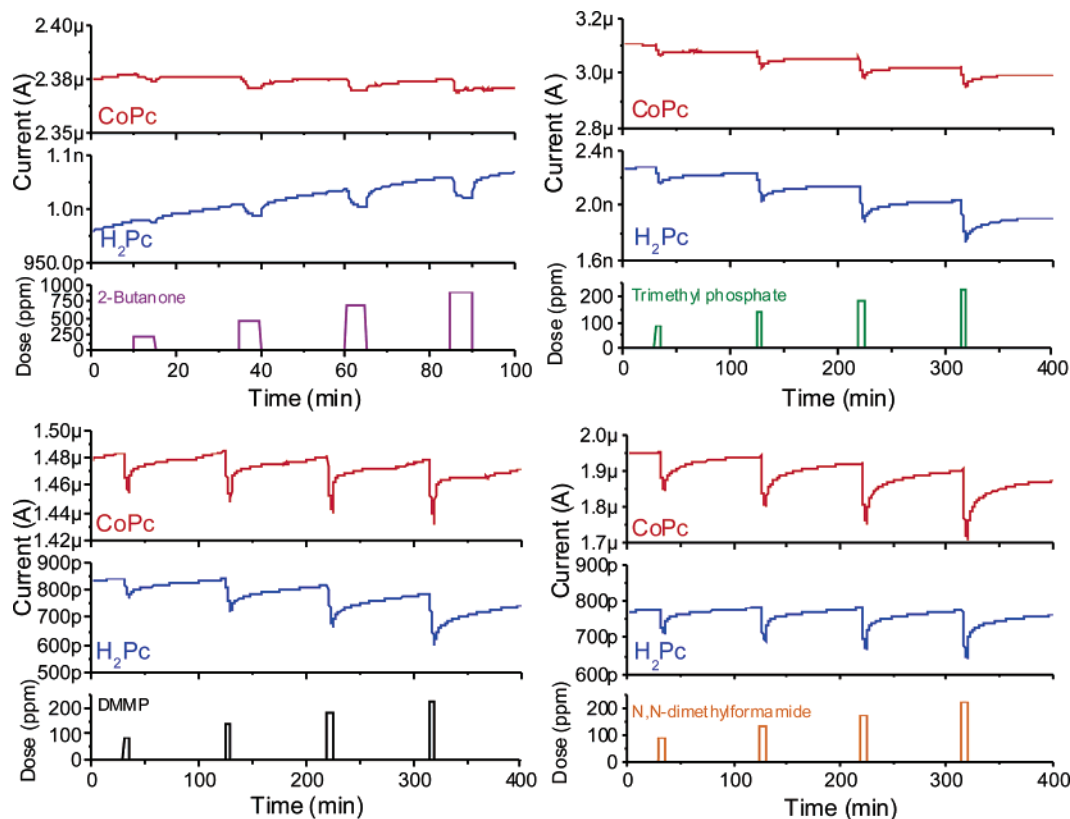 2.40μ
2.38μ
2.35μ
CoPc
Current (A)
1.1n
1.0n
950.0p
H₂Pc
1000
750
500
250
0
Dose (ppm)
2-Butanone
0 20 40 60 80 100
Time (min)
3.2μ
3.0μ
2.8μ
CoPc
Current (A)
2.4n
2.0n
1.6n
H₂Pc
200
100
0
Dose (ppm)
Trimethyl phosphate
0 100 200 300 400
Time (min)
1.50μ
1.48μ
1.46μ
1.44μ
1.42μ
CoPc
Current (A)
900p
800p
700p
600p
500p
H₂Pc
200
100
0
Dose (ppm)
DMMP
0 100 200 300 400
Time (min)
2.0μ
1.9μ
1.8μ
1.7μ
CoPc
Current (A)
900p
800p
700p
600p
H₂Pc
200
100
0
Dose (ppm)
N,N-dimethylformamide
0 100 200 300 400
Time (min)